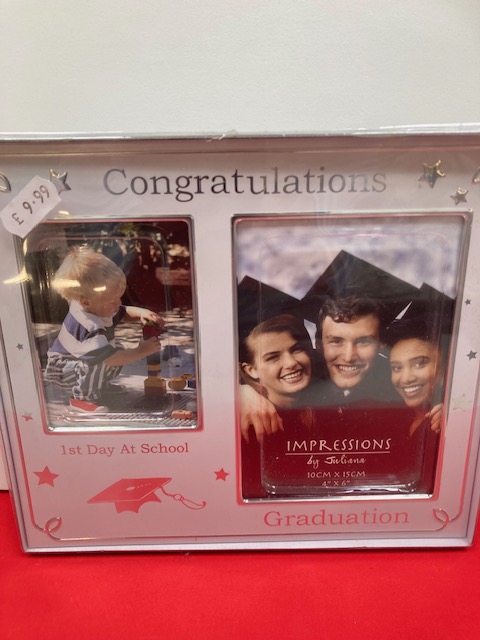 Congratulations
£ 9.99
1st Day At School
IMPRESSIONS
by Juliana
10CM X 15CM
4" X 6"
Graduation